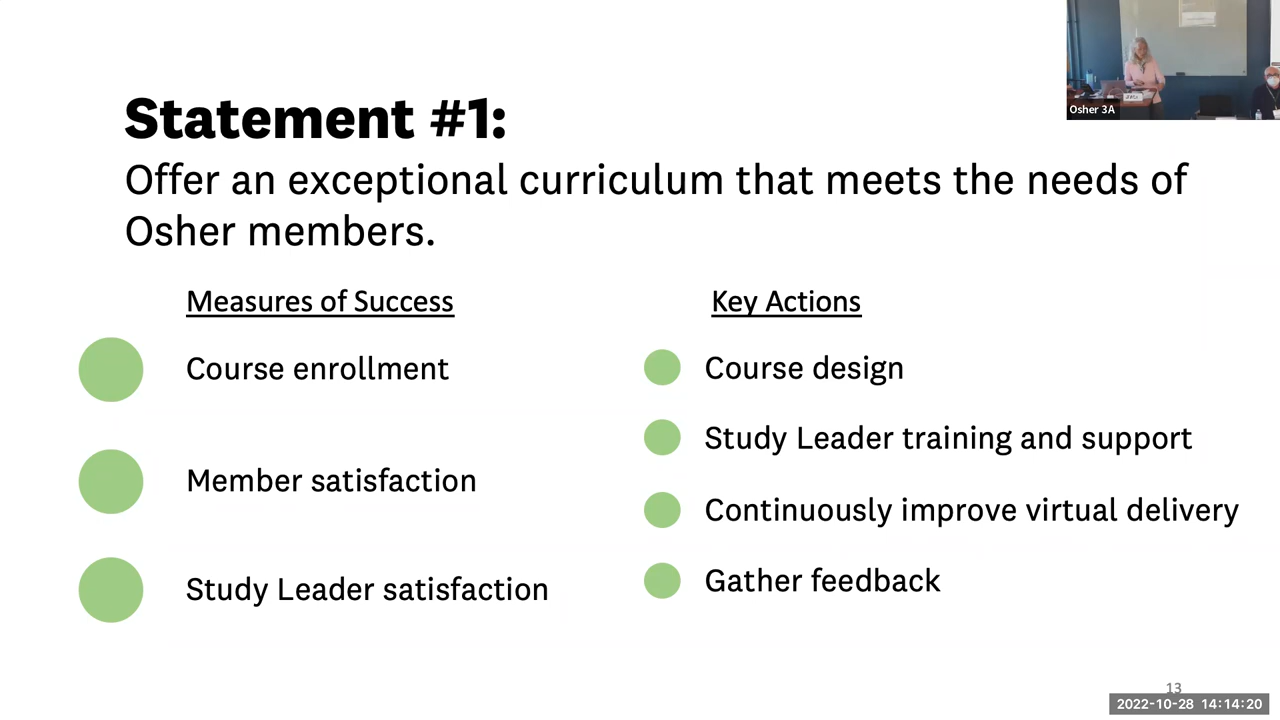 Osher 3A
Statement #1:
Offer an exceptional curriculum that meets the needs of
Osher members.
Measures of Success
Course enrollment
Member satisfaction
Study Leader satisfaction
Key Actions
Course design
Study Leader training and support
Continuously improve virtual delivery
Gather feedback
13
2022-10-28 14:14:20